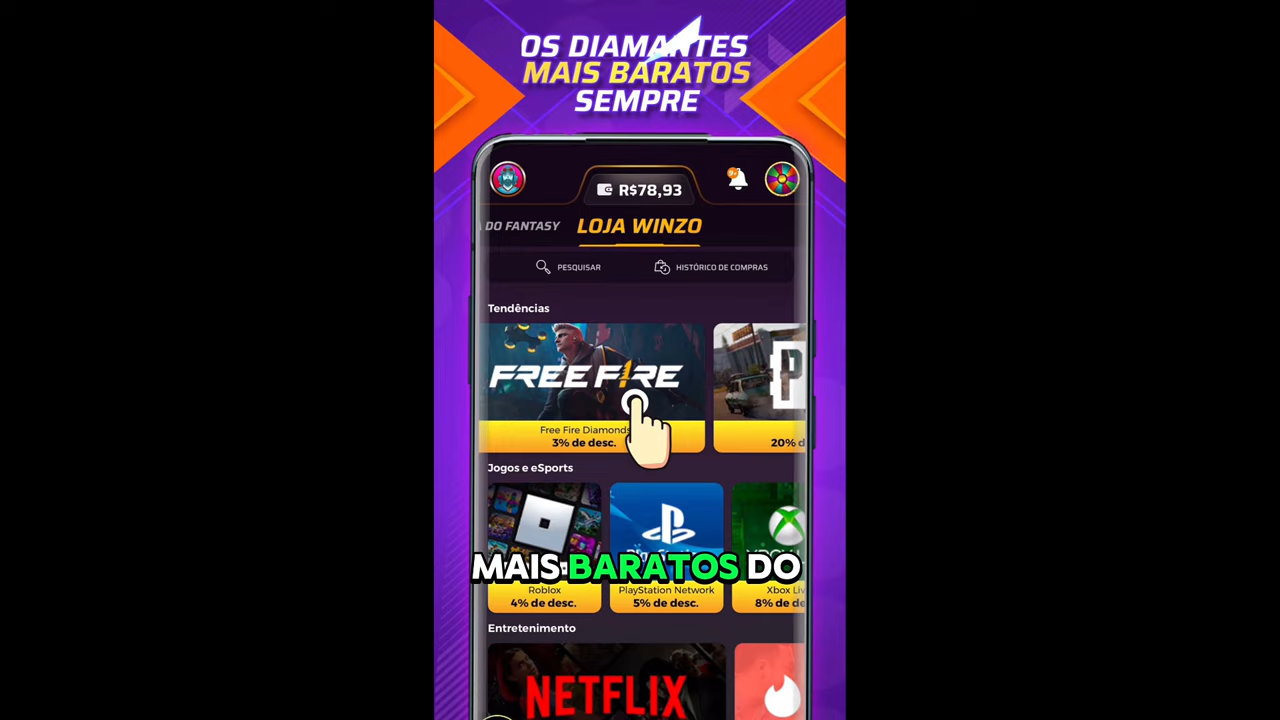 OS DIAMANTES
MAIS BARATOS
SEMPRE
R$78,93
DO FANTASY
LOJA WINZO
PESQUISAR
HISTÓRICO DE COMPRAS
Tendências
FREE FIRE
Free Fire Diamonds
3% de desc.
20% d
Jogos e eSports
MAIS BARATOS DO
Roblox
4% de desc.
PlayStation Network
5% de desc.
Xbox Liv
8% de de
Entretenimento
NETFLIX